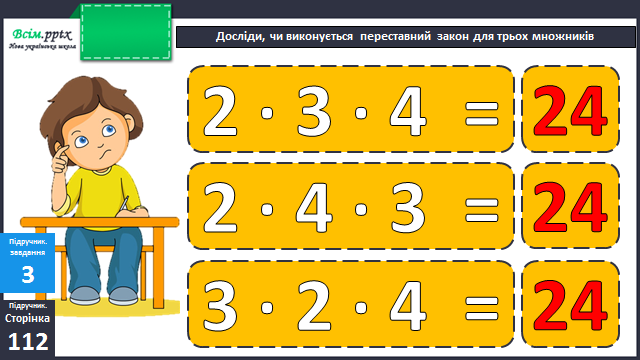 Всім.pptx
Нова українська школа
Досліди, чи виконується переставний закон для трьох множників
2 · 3 · 4 = 24
2 · 4 · 3 = 24
3 · 2 · 4 = 24
Підручник.
завдання
3
Підручник.
Сторінка
112